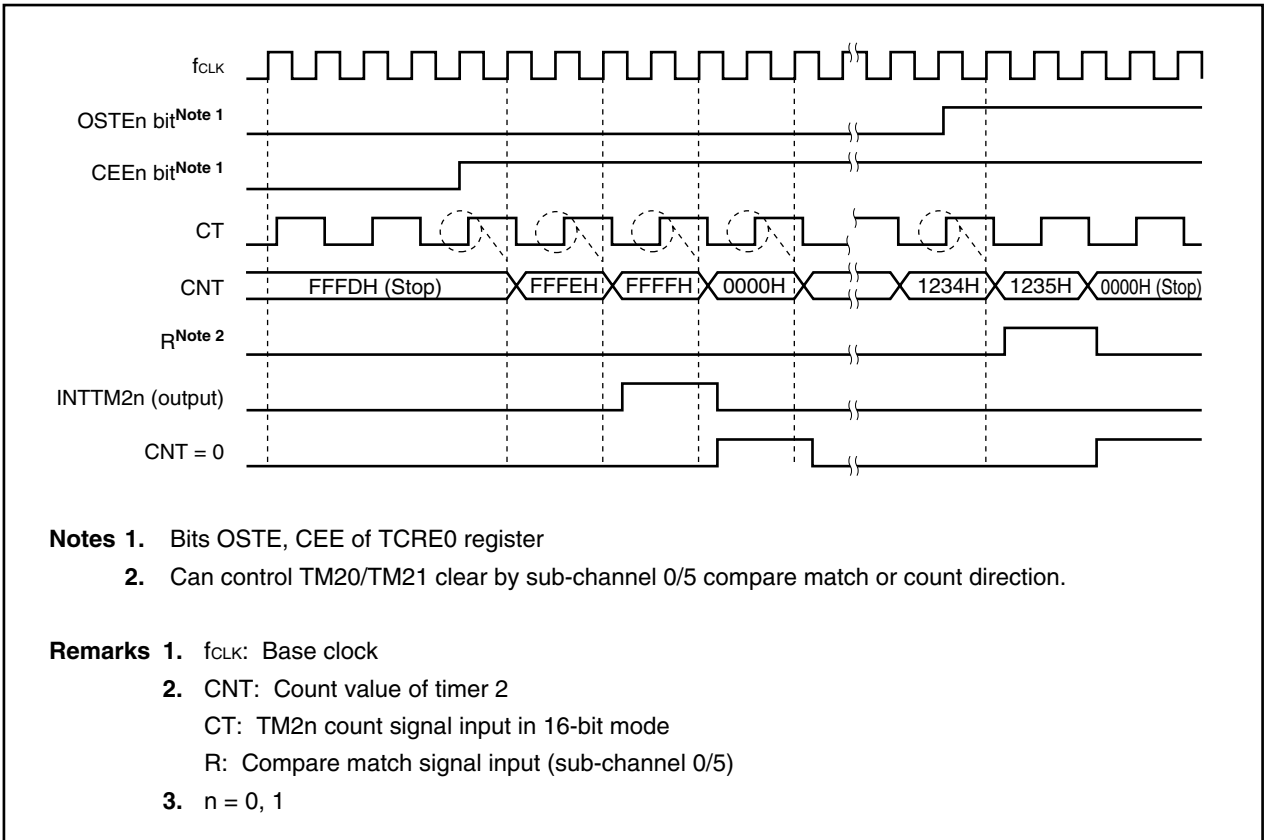 fCLK
OSTEn bitNote 1
CEEn bitNote 1
CT
CNT FFFDH (Stop) FFFEH FFFFH 0000H 1234H 1235H 0000H (Stop)
RNote 2
INTTM2n (output)
CNT = 0
Notes 1. Bits OSTE, CEE of TCRE0 register
2. Can control TM20/TM21 clear by sub-channel 0/5 compare match or count direction.
Remarks 1. fCLK: Base clock
2. CNT: Count value of timer 2
CT: TM2n count signal input in 16-bit mode
R: Compare match signal input (sub-channel 0/5)
3. n = 0, 1